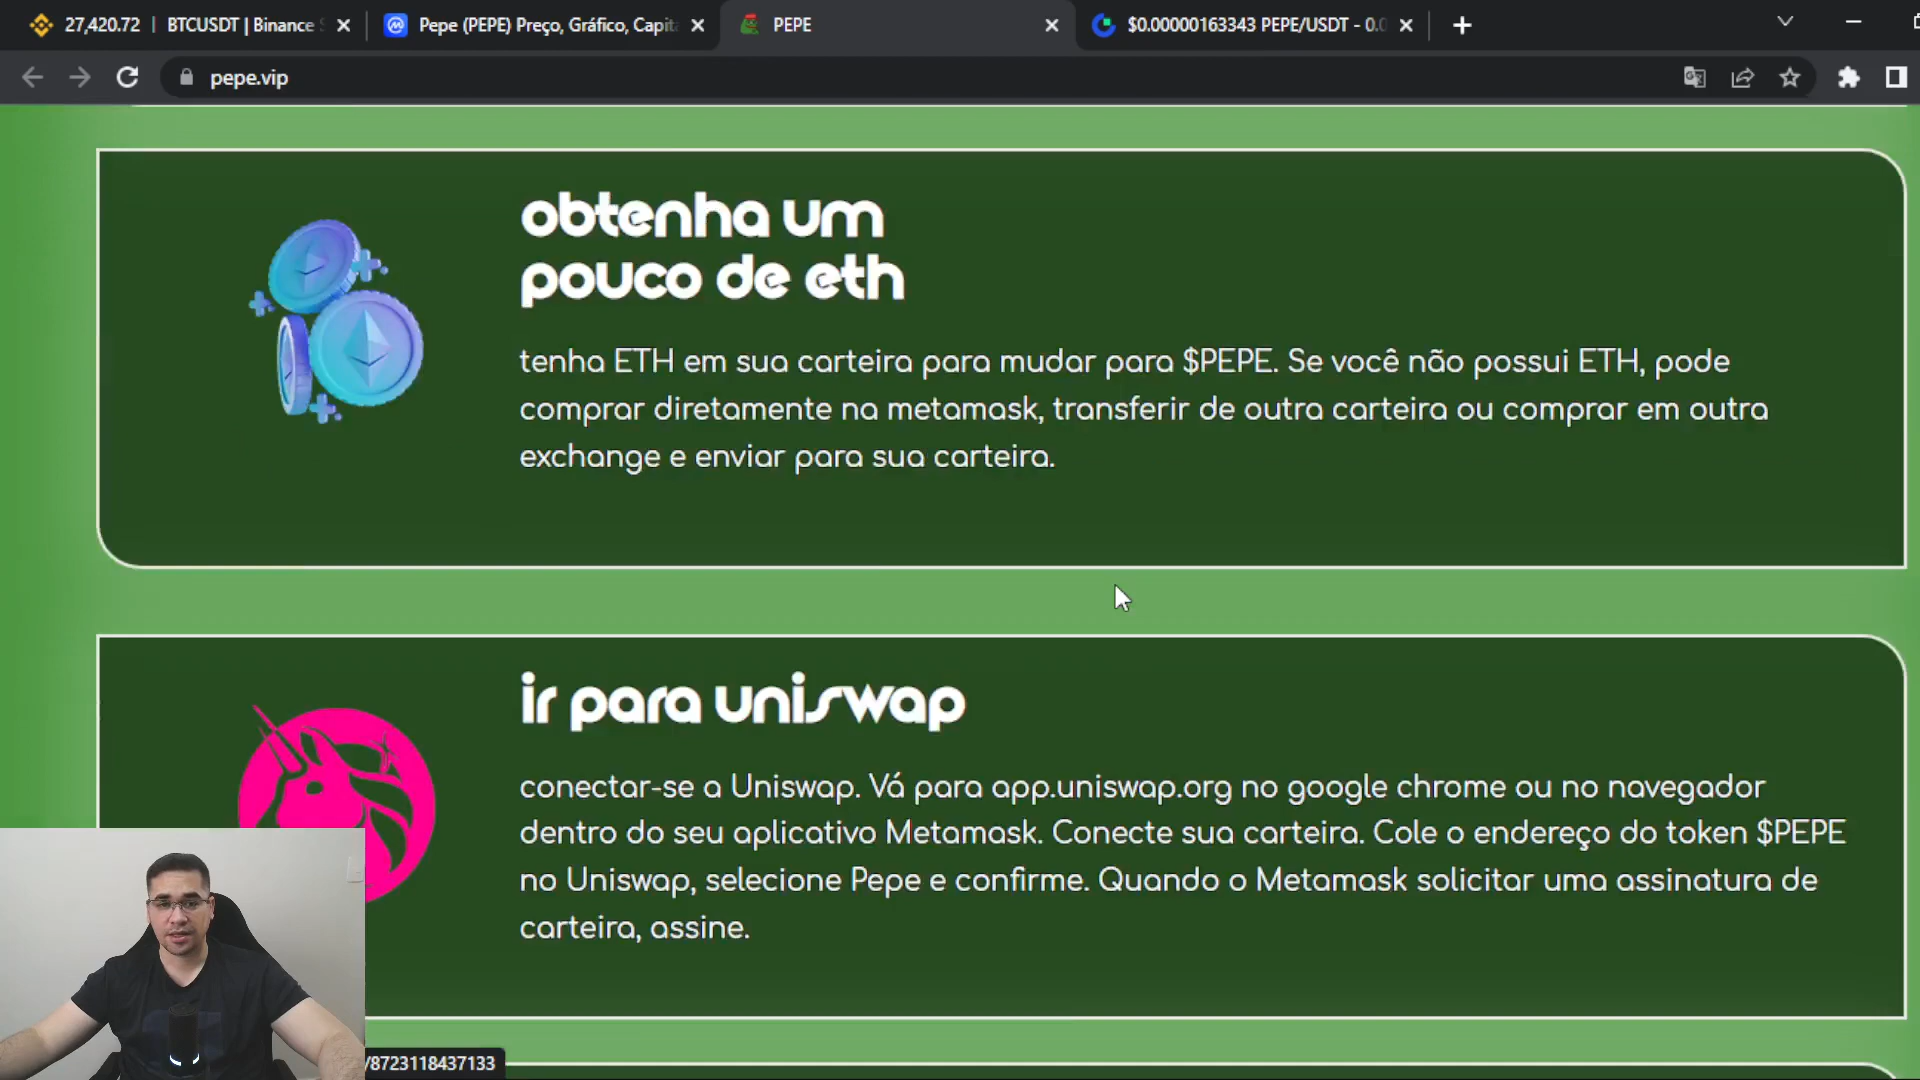 27,420.72 | BTCUSDT | Binance
Pepe (PEPE) Preço, Gráfico, Capit
PEPE
$0.00000163343 PEPE/USDT - 0.0
pepe.vip
obtenha um
pouco de eth
tenha ETH em sua carteira para mudar para $PEPE. Se você não possui ETH, pode
comprar diretamente na metamask, transferir de outra carteira ou comprar em outra
exchange e enviar para sua carteira.
ir para uniswap
conectar-se a Uniswap. Vá para app.uniswap.org no google chrome ou no navegador
dentro do seu aplicativo Metamask. Conecte sua carteira. Cole o endereço do token $PEPE
no Uniswap, selecione Pepe e confirme. Quando o Metamask solicitar uma assinatura de
carteira, assine.
/8723118437133